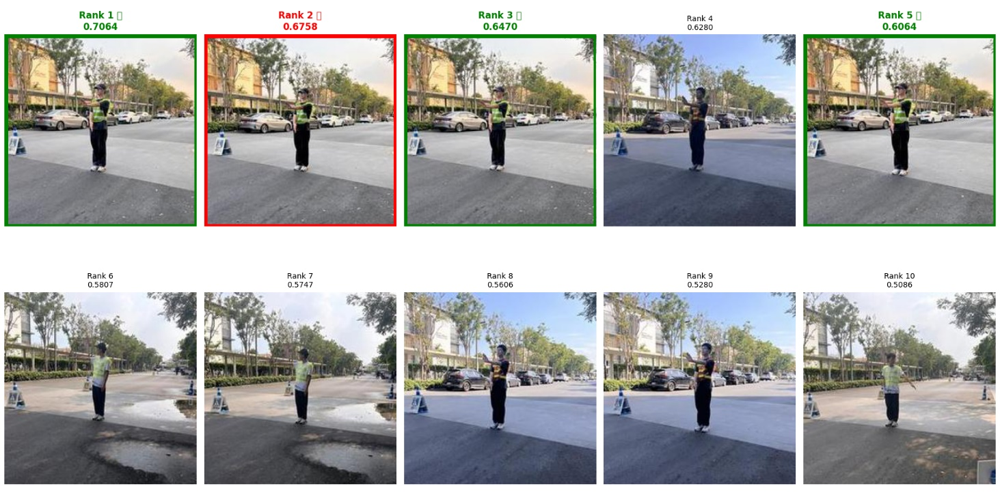 Rank 1 ▯
0.7064
Rank 2 ▯
0.6758
Rank 3 ▯
0.6470
Rank 4
0.6280
Rank 5 ▯
0.6064
Rank 6
0.5807
Rank 7
0.5747
Rank 8
0.5606
Rank 9
0.5280
Rank 10
0.5086